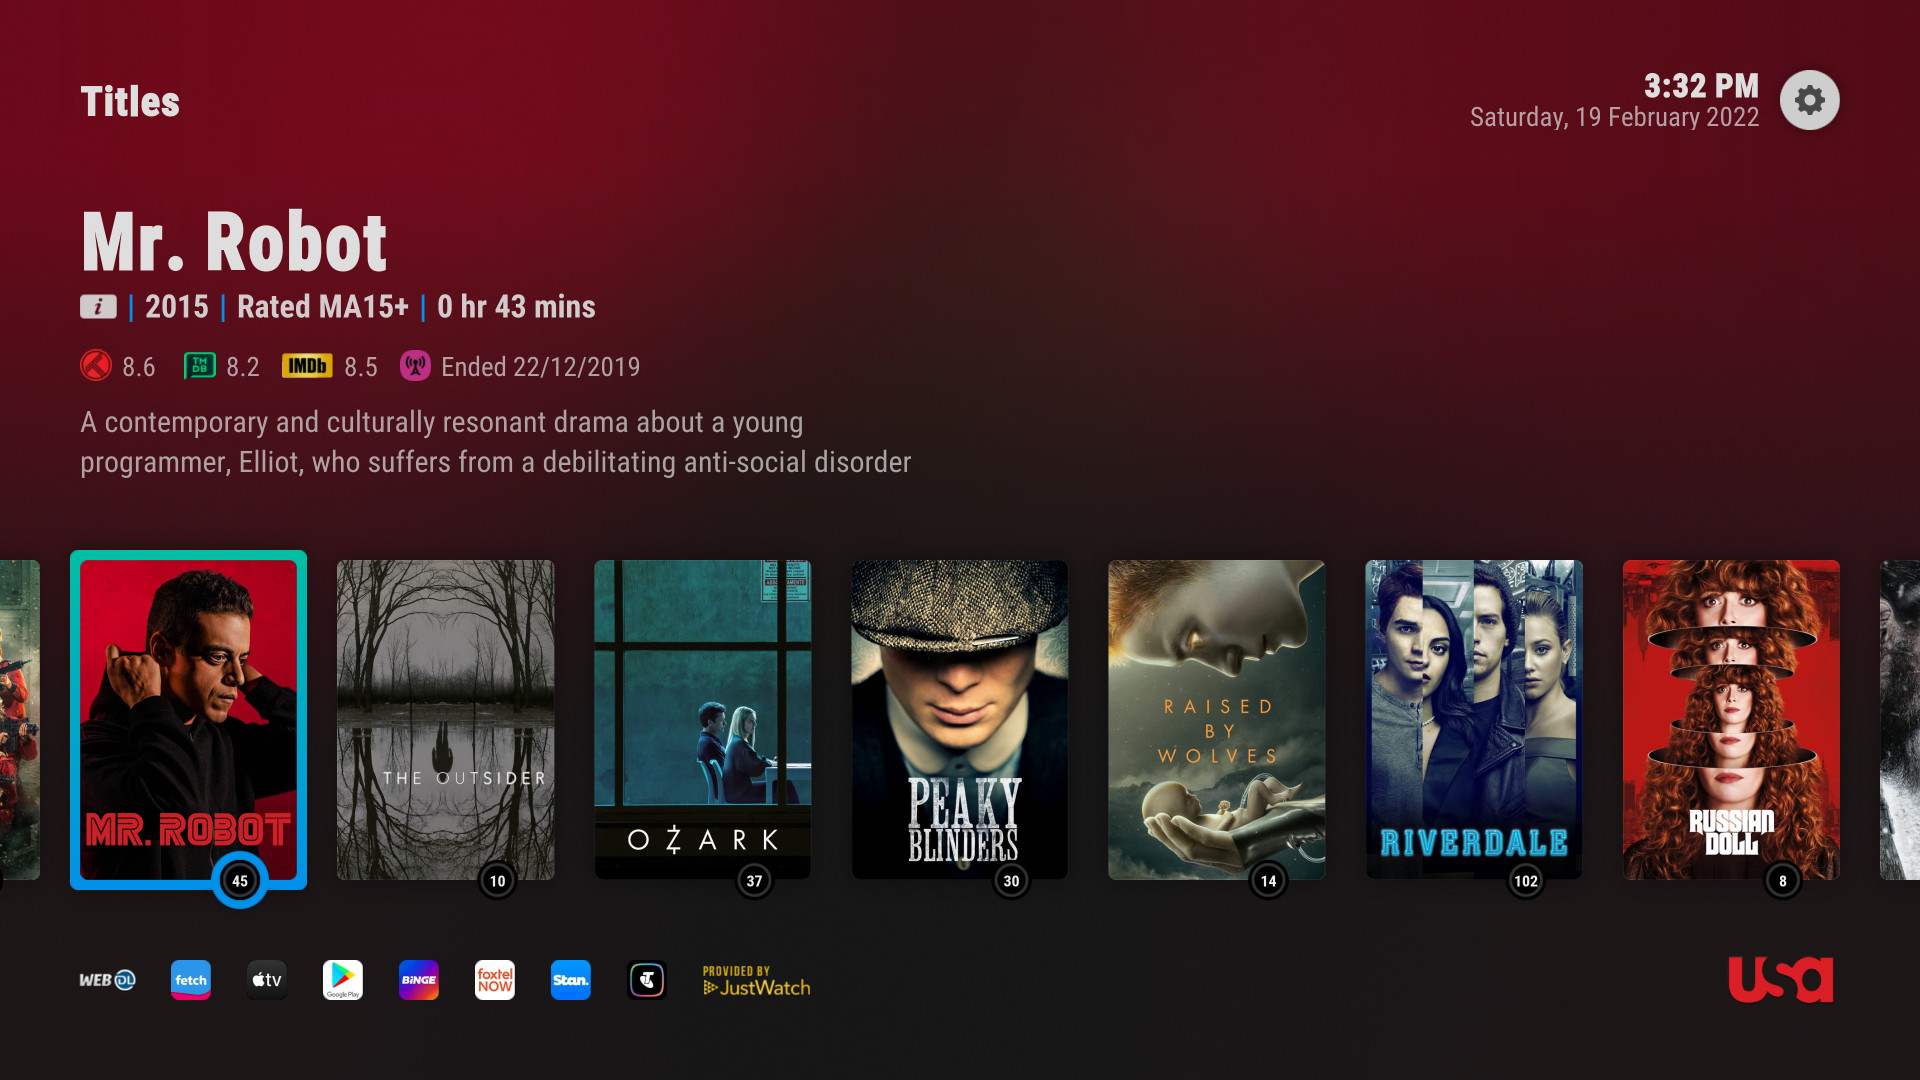 Titles
3:32 PM
Saturday, 19 February 2022
Mr. Robot
i | 2015 | Rated MA15+ | 0 hr 43 mins
8.6 TMDB 8.2 IMDb 8.5 Ended 22/12/2019
A contemporary and culturally resonant drama about a young
programmer, Elliot, who suffers from a debilitating anti-social disorder
MR. ROBOT
45
THE OUTSIDER
10
OZARK
37
PEAKY
BLINDERS
30
RAISED
BY
WOLVES
14
RIVERDALE
102
RUSSIAN
DOLL
8
WEB DL
fetch
tv
Google Play
BINGE
foxtel
NOW
Stan.
T
PROVIDED BY
JustWatch
usa